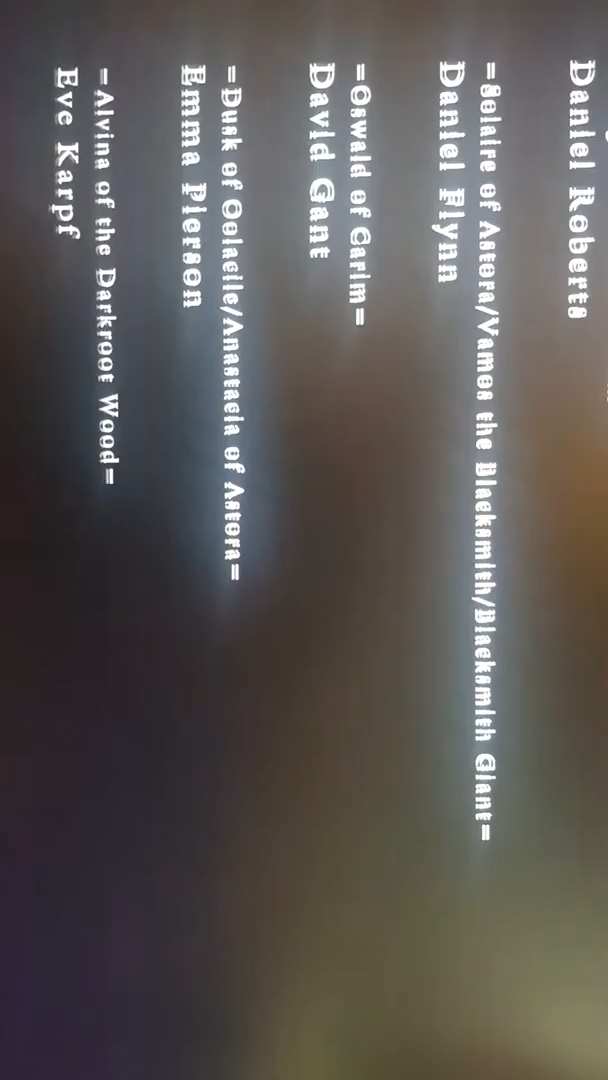 Daniel Roberts
=Solaire of Astora/Vamos the Blacksmith/Blacksmith Giant=
Daniel Flynn
=Oswald of Carim=
David Gant
=Dusk of Oolacile/Anastacia of Astora=
Emma Pierson
=Alvina of the Darkroot Wood=
Eve Karpf